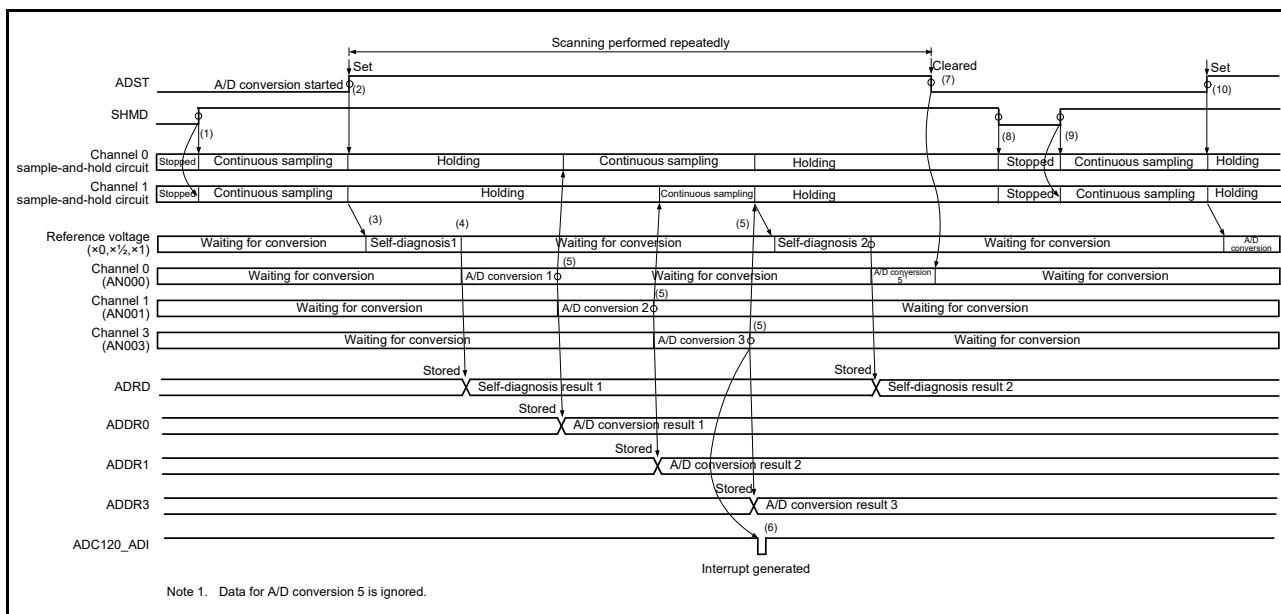 Scanning performed repeatedly
Set Cleared Set
ADST A/D conversion started (2) (7) (10)
SHMD (1) (8) (9)
Channel 0
sample-and-hold circuit Stopped Continuous sampling Holding Continuous sampling Holding Stopped Continuous sampling Holding
Channel 1
sample-and-hold circuit Stopped Continuous sampling Holding Continuous sampling Holding Stopped Continuous sampling Holding
(3) (4) (5)
Reference voltage
(×0,×½,×1) Waiting for conversion Self-diagnosis1 Waiting for conversion Self-diagnosis 2 Waiting for conversion A/D
conversion
Channel 0
(AN000) Waiting for conversion A/D conversion 1 (5) Waiting for conversion A/D conversion
5 Waiting for conversion
Channel 1
(AN001) Waiting for conversion A/D conversion 2 (5) Waiting for conversion
Channel 3
(AN003) Waiting for conversion A/D conversion 3 (5) Waiting for conversion
Stored Stored
ADRD Self-diagnosis result 1 Self-diagnosis result 2
Stored
ADDR0 A/D conversion result 1
Stored
ADDR1 A/D conversion result 2
Stored
ADDR3 A/D conversion result 3
(6)
ADC120_ADI
Interrupt generated
Note 1. Data for A/D conversion 5 is ignored.